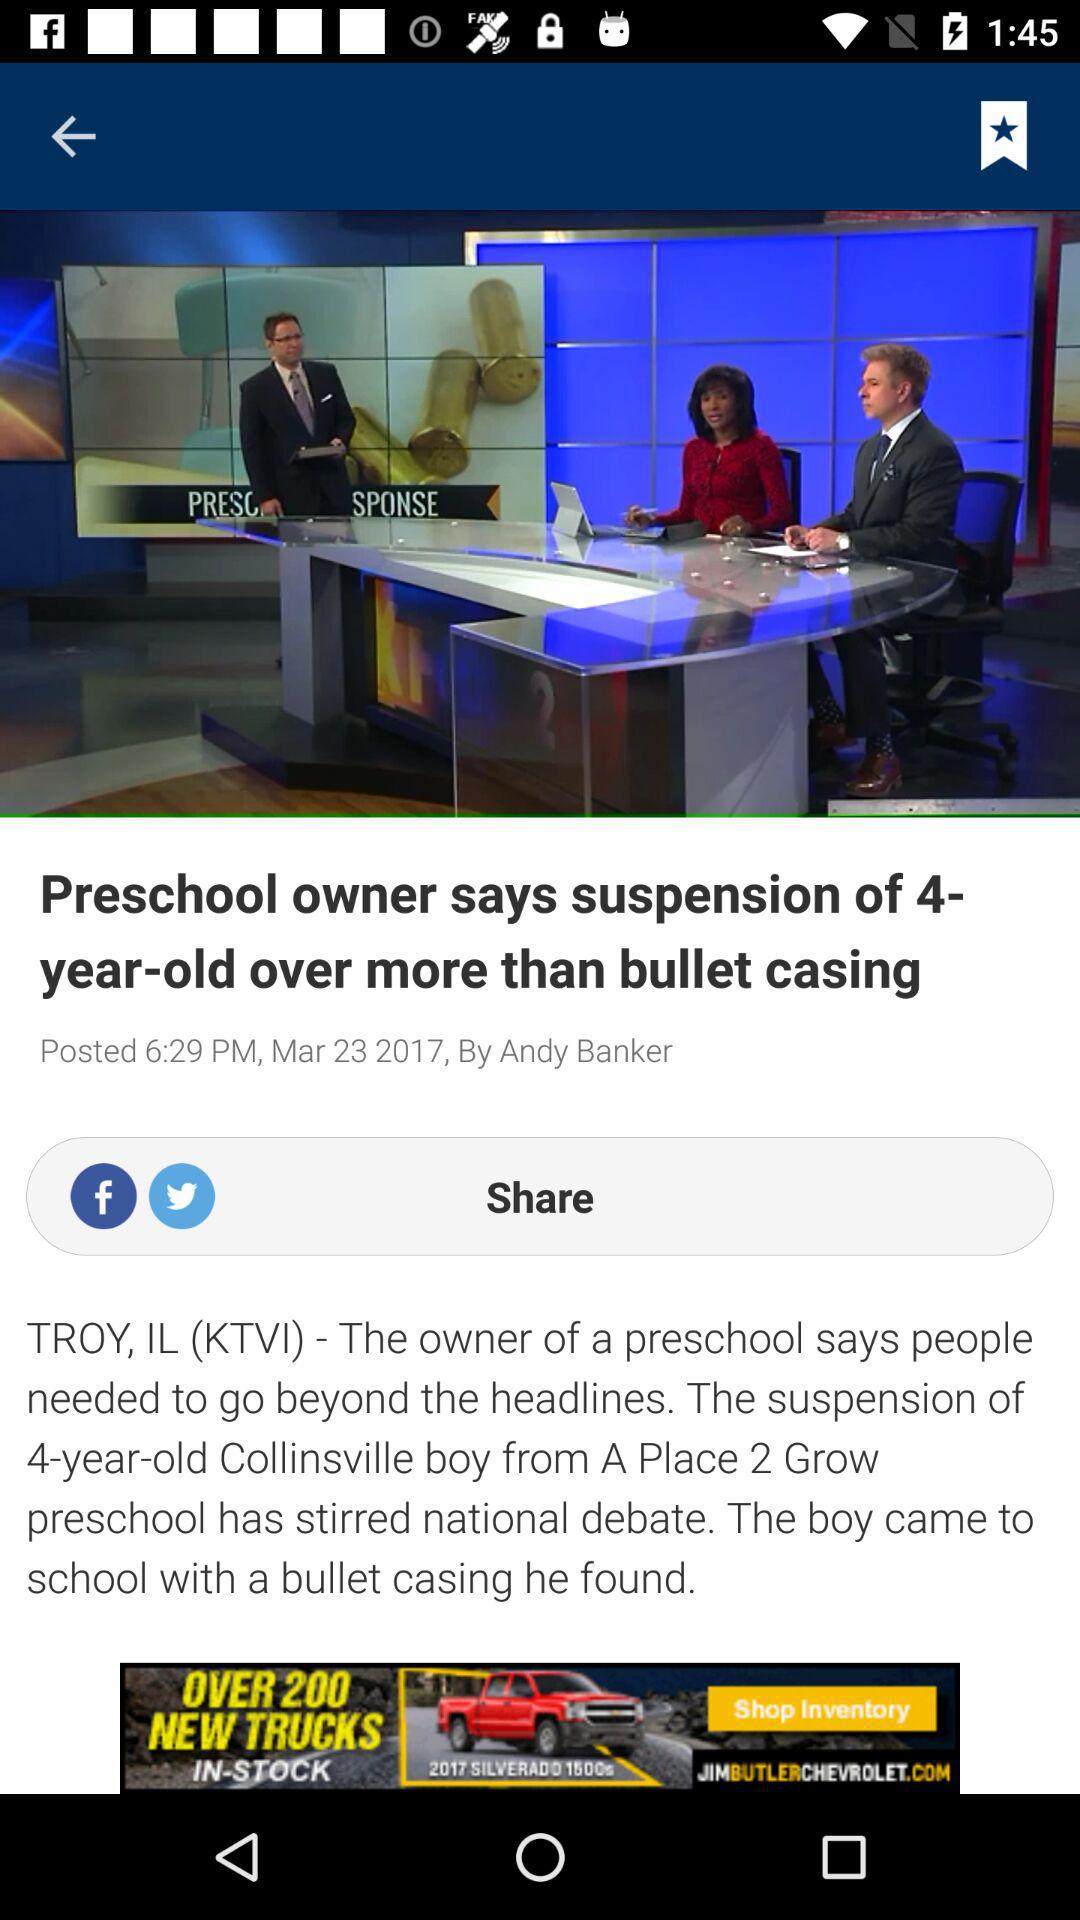 FAKE
1:45
PRESC SPONSE
2
Preschool owner says suspension of 4-
year-old over more than bullet casing
Posted 6:29 PM, Mar 23 2017, By Andy Banker
f Share
TROY, IL (KTVI) - The owner of a preschool says people
needed to go beyond the headlines. The suspension of
4-year-old Collinsville boy from A Place 2 Grow
preschool has stirred national debate. The boy came to
school with a bullet casing he found.
OVER 200
NEW TRUCKS
IN-STOCK
2017 SILVERADO 1500s
Shop Inventory
JIMBUTLERCHEVROLET.COM